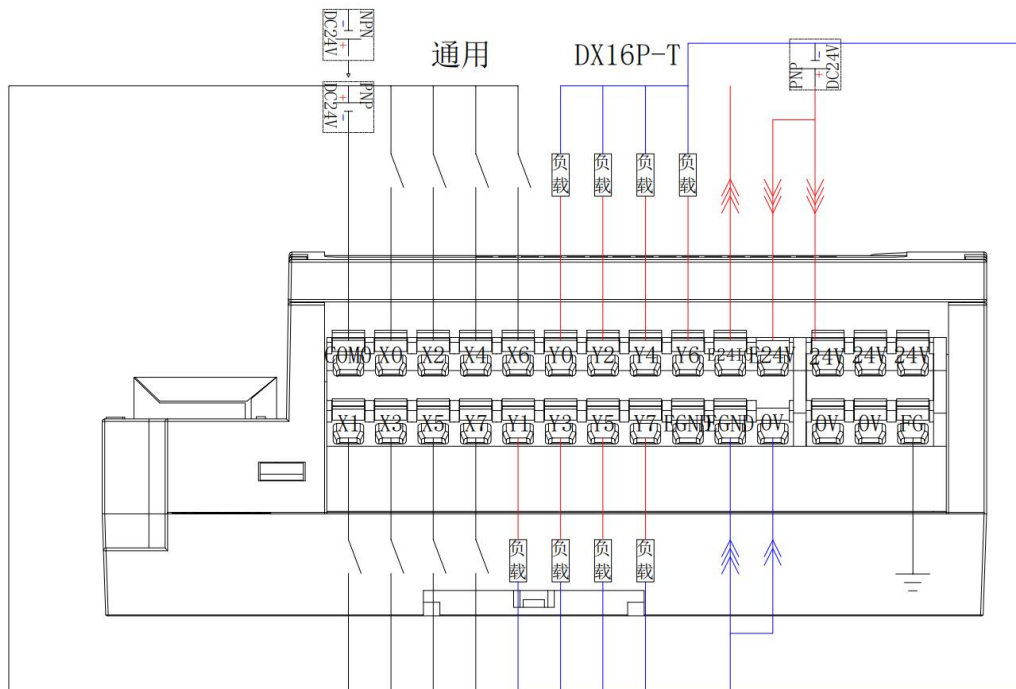 NPN
DC24V
通用
DX16P-T
PNP
DC24V
PNP
DC24V
负载
负载
负载
负载
COM0
X0
X2
X4
X6
Y0
Y2
Y4
Y6
E24V
24V
24V
24V
X1
X3
X5
X7
Y1
Y3
Y5
Y7
EGND
EGND
0V
0V
0V
FG
负载
负载
负载
负载